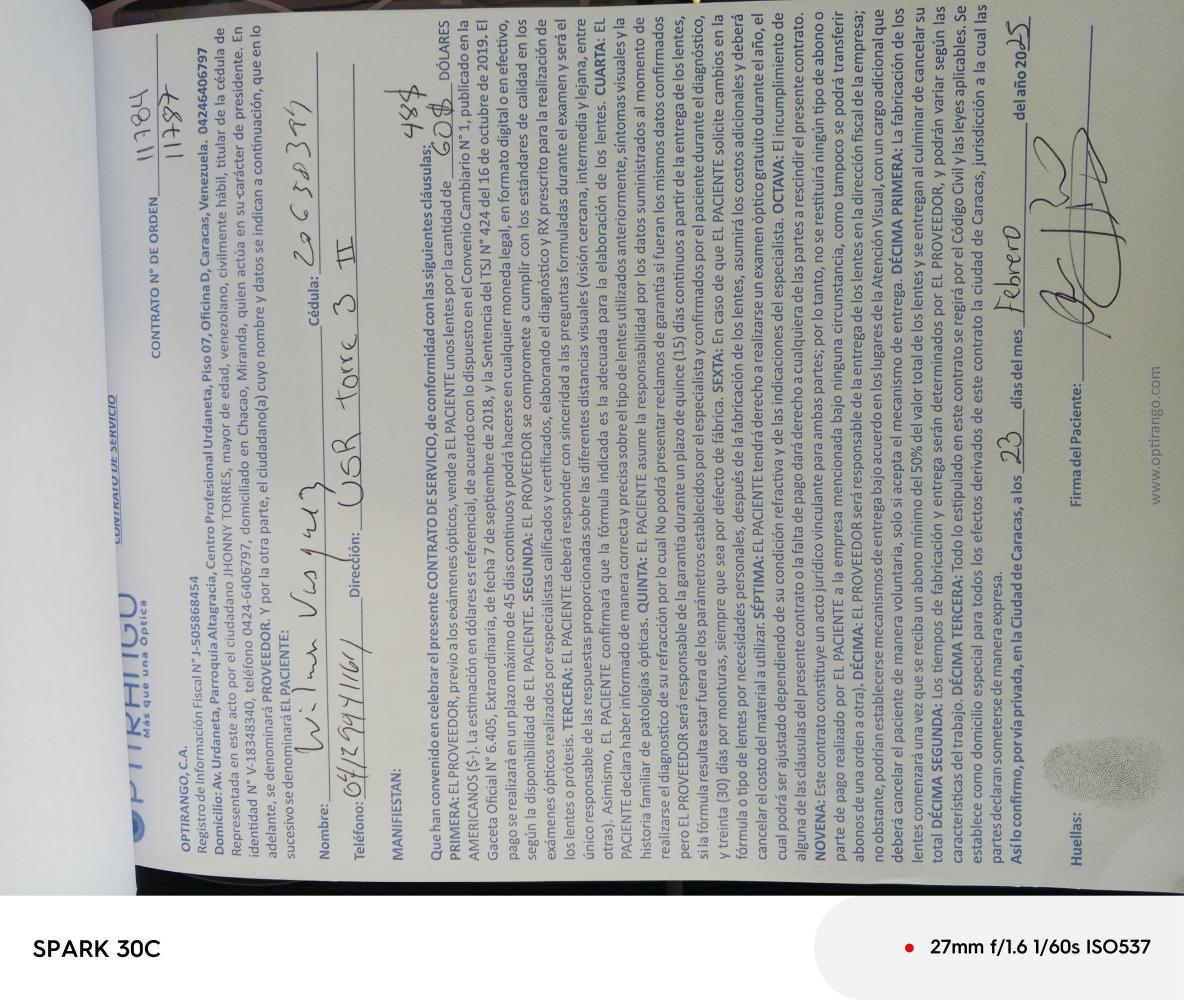 OPTIRANGO
Más que una Óptica
CONTRATO DE SERVICIO
CONTRATO N° DE ORDEN 11784
11787
OPTIRANGO, C.A.
Registro de Información Fiscal N° J-505868454
Domicilio: Av. Urdaneta, Parroquia Altagracia, Centro Profesional Urdaneta, Piso 07, Oficina D, Caracas, Venezuela. 04246406797
Representada en este acto por el ciudadano JHONNY TORRES, mayor de edad, venezolano, civilmente hábil, titular de la cédula de
identidad N° V-18348340, teléfono 0424-6406797, domiciliado en Chacao, Miranda, quien actúa en su carácter de presidente. En
adelante, se denominará PROVEEDOR. Y por la otra parte, el ciudadano(a) cuyo nombre y datos se indican a continuación, que en lo
sucesivo se denominará EL PACIENTE:
Nombre: Wilman Vasquez Cédula: 20630399
Teléfono: 04129941164 Dirección: USR torre 3 II
MANIFIESTAN:
Que han convenido en celebrar el presente CONTRATO DE SERVICIO, de conformidad con las siguientes cláusulas: 48$
PRIMERA: EL PROVEEDOR, previo a los exámenes ópticos, vende a EL PACIENTE unos lentes por la cantidad de 60$ DÓLARES
AMERICANOS ($-). La estimación en dólares es referencial, de acuerdo con lo dispuesto en el Convenio Cambiario N° 1, publicado en la
Gaceta Oficial N° 6.405, Extraordinaria, de fecha 7 de septiembre de 2018, y la Sentencia del TSJ N° 424 del 16 de octubre de 2019. El
pago se realizará en un plazo máximo de 45 días continuos y podrá hacerse en cualquier moneda legal, en formato digital o en efectivo,
según la disponibilidad de EL PACIENTE. SEGUNDA: EL PROVEEDOR se compromete a cumplir con los estándares de calidad en los
exámenes ópticos realizados por especialistas calificados y certificados, elaborando el diagnóstico y RX prescrito para la realización de
los lentes o prótesis. TERCERA: EL PACIENTE deberá responder con sinceridad a las preguntas formuladas durante el examen y será el
único responsable de las respuestas proporcionadas sobre las diferentes distancias visuales (visión cercana, intermedia y lejana, entre
otras). Asimismo, EL PACIENTE confirmará que la fórmula indicada es la adecuada para la elaboración de los lentes. CUARTA: EL
PACIENTE declara haber informado de manera correcta y precisa sobre el tipo de lentes utilizados anteriormente, síntomas visuales y la
historia familiar de patologías ópticas. QUINTA: EL PACIENTE asume la responsabilidad por los datos suministrados al momento de
realizarse el diagnostico de su refracción por lo cual No podrá presentar reclamos de garantía si fueran los mismos datos confirmados
pero EL PROVEEDOR será responsable de la garantía durante un plazo de quince (15) días continuos a partir de la entrega de los lentes,
si la fórmula resulta estar fuera de los parámetros establecidos por el especialista y confirmados por el paciente durante el diagnóstico,
y treinta (30) días por monturas, siempre que sea por defecto de fábrica. SEXTA: En caso de que EL PACIENTE solicite cambios en la
fórmula o tipo de lentes por necesidades personales, después de la fabricación de los lentes, asumirá los costos adicionales y deberá
cancelar el costo del material a utilizar. SÉPTIMA: EL PACIENTE tendrá derecho a realizarse un examen óptico gratuito durante el año, el
cual podrá ser ajustado dependiendo de su condición refractiva y de las indicaciones del especialista. OCTAVA: El incumplimiento de
alguna de las cláusulas del presente contrato o la falta de pago dará derecho a cualquiera de las partes a rescindir el presente contrato.
NOVENA: Este contrato constituye un acto jurídico vinculante para ambas partes; por lo tanto, no se restituirá ningún tipo de abono o
parte de pago realizado por EL PACIENTE a la empresa mencionada bajo ninguna circunstancia, como tampoco se podrá transferir
abonos de una orden a otra). DÉCIMA: El PROVEEDOR será responsable de la entrega de los lentes en la dirección fiscal de la empresa;
no obstante, podrían establecerse mecanismos de entrega bajo acuerdo en los lugares de la Atención Visual, con un cargo adicional que
deberá cancelar el paciente de manera voluntaria, solo si acepta el mecanismo de entrega. DÉCIMA PRIMERA: La fabricación de los
lentes comenzará una vez que se reciba un abono mínimo del 50% del valor total de los lentes y se entregan al culminar de cancelar su
total DÉCIMA SEGUNDA: Los tiempos de fabricación y entrega serán determinados por EL PROVEEDOR, y podrán variar según las
características del trabajo. DÉCIMA TERCERA: Todo lo estipulado en este contrato se regirá por el Código Civil y las leyes aplicables. Se
establece como domicilio especial para todos los efectos derivados de este contrato la ciudad de Caracas, jurisdicción a la cual las
partes declaran someterse de manera expresa.
Así lo confirmo, por vía privada, en la Ciudad de Caracas, a los 23 días del mes Febrero del año 2025
Huellas: Firma del Paciente:
www.optirango.com
SPARK 30C
27mm f/1.6 1/60s ISO537